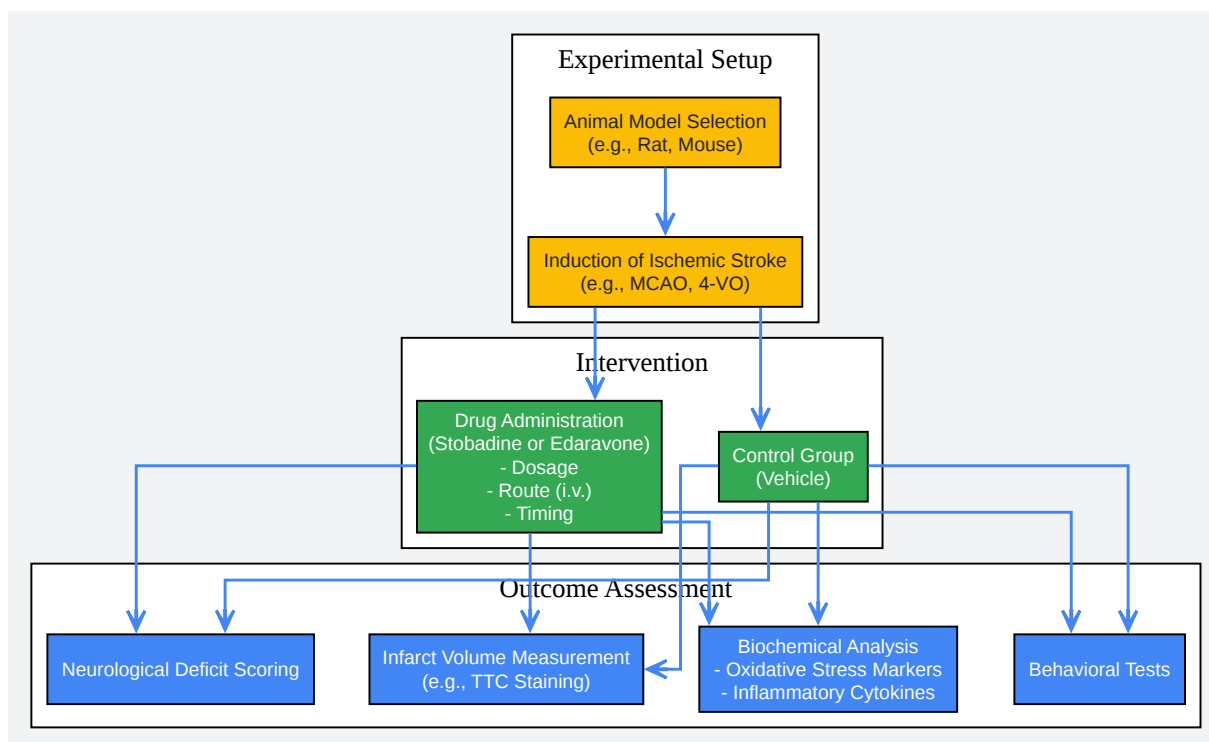 Experimental Setup
Animal Model Selection
(e.g., Rat, Mouse)
Induction of Ischemic Stroke
(e.g., MCAO, 4-VO)
Intervention
Drug Administration
(Stobadine or Edaravone)
- Dosage
- Route (i.v.)
- Timing
Control Group
(Vehicle)
Outcome Assessment
Neurological Deficit Scoring
Infarct Volume Measurement
(e.g., TTC Staining)
Biochemical Analysis
- Oxidative Stress Markers
- Inflammatory Cytokines
Behavioral Tests